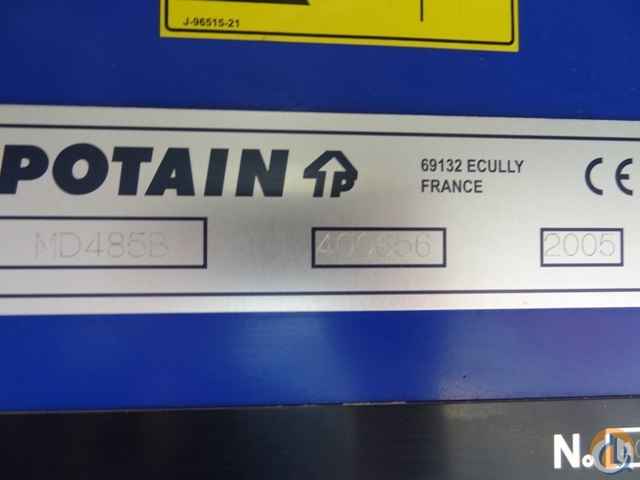 J-96515-21
POTAIN
69132 ECULLY
FRANCE
CE
MD485B
2005
N.